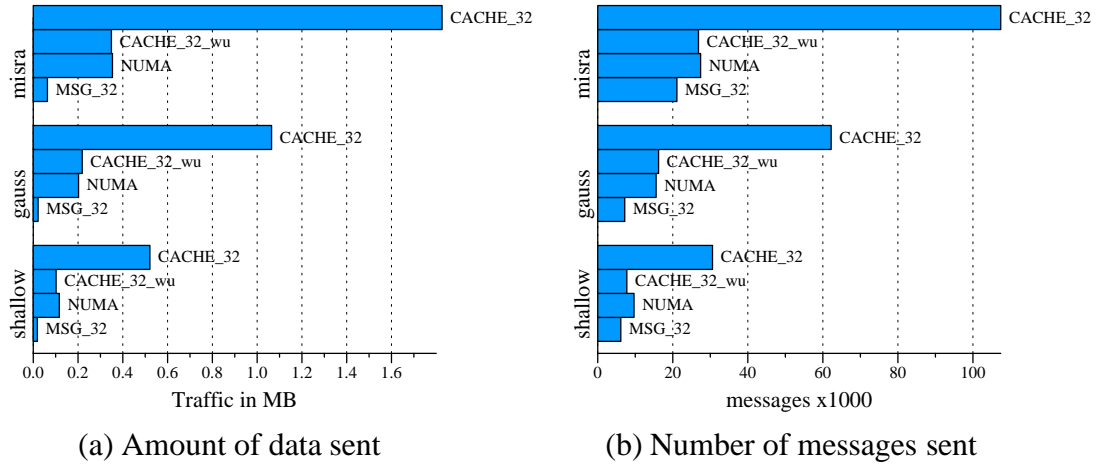 CACHE_32
CACHE_32_wu
NUMA
MSG_32
misra
CACHE_32
CACHE_32_wu
NUMA
MSG_32
gauss
CACHE_32
CACHE_32_wu
NUMA
MSG_32
shallow
0.0 0.2 0.4 0.6 0.8 1.0 1.2 1.4 1.6
Traffic in MB
(a) Amount of data sent
CACHE_32
CACHE_32_wu
NUMA
MSG_32
misra
CACHE_32
CACHE_32_wu
NUMA
MSG_32
gauss
CACHE_32
CACHE_32_wu
NUMA
MSG_32
shallow
0 20 40 60 80 100
messages x1000
(b) Number of messages sent